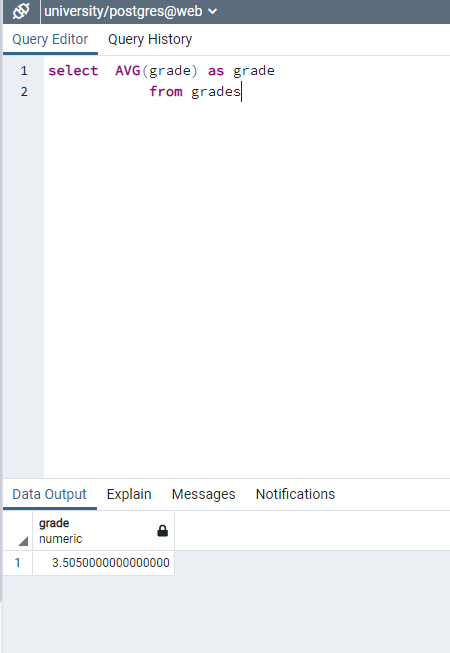 university/postgres@web
Query Editor Query History
1 select AVG(grade) as grade
2 from grades
Data Output Explain Messages Notifications
grade
numeric
1 3.5050000000000000